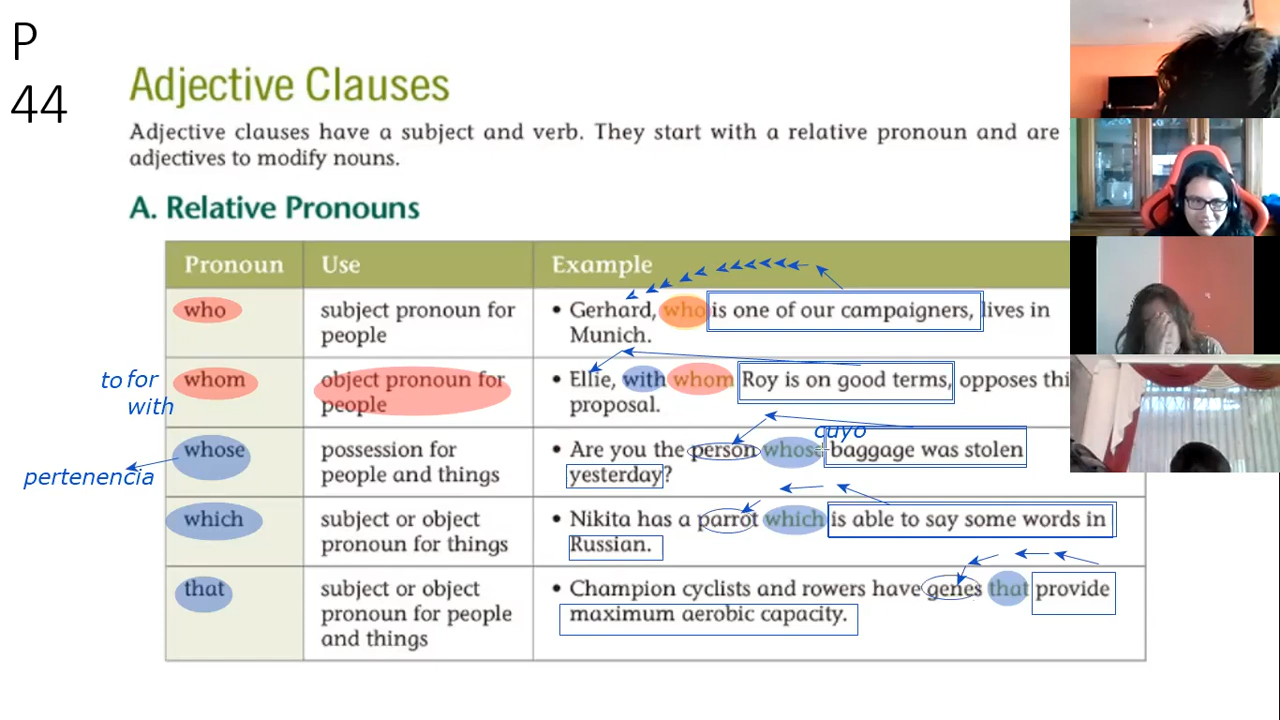 P
44
Adjective Clauses
Adjective clauses have a subject and verb. They start with a relative pronoun and are
adjectives to modify nouns.
A. Relative Pronouns
Pronoun Use Example
who subject pronoun for people • Gerhard, who is one of our campaigners, lives in Munich.
to for
with
whom object pronoun for people • Ellie, with whom Roy is on good terms, opposes thi proposal.
cuyo
whose possession for people and things • Are you the person whose baggage was stolen yesterday?
pertenencia
which subject or object pronoun for things • Nikita has a parrot which is able to say some words in Russian.
that subject or object pronoun for people and things • Champion cyclists and rowers have genes that provide maximum aerobic capacity.